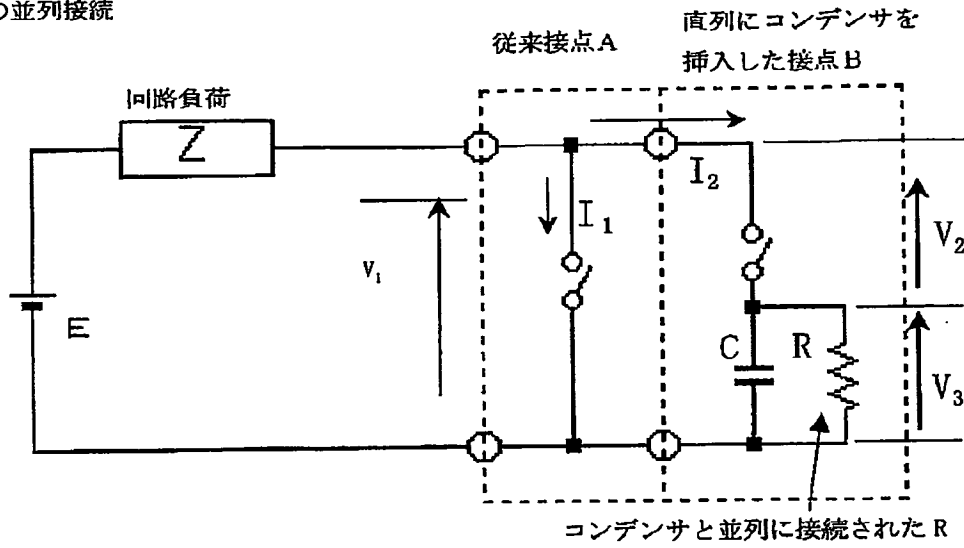 の並列接続
従来接点A
直列にコンデンサを
挿入した接点B
回路負荷
Z
I₂
I₁
V₁
V₂
E
C
R
V₃
コンデンサと並列に接続されたR